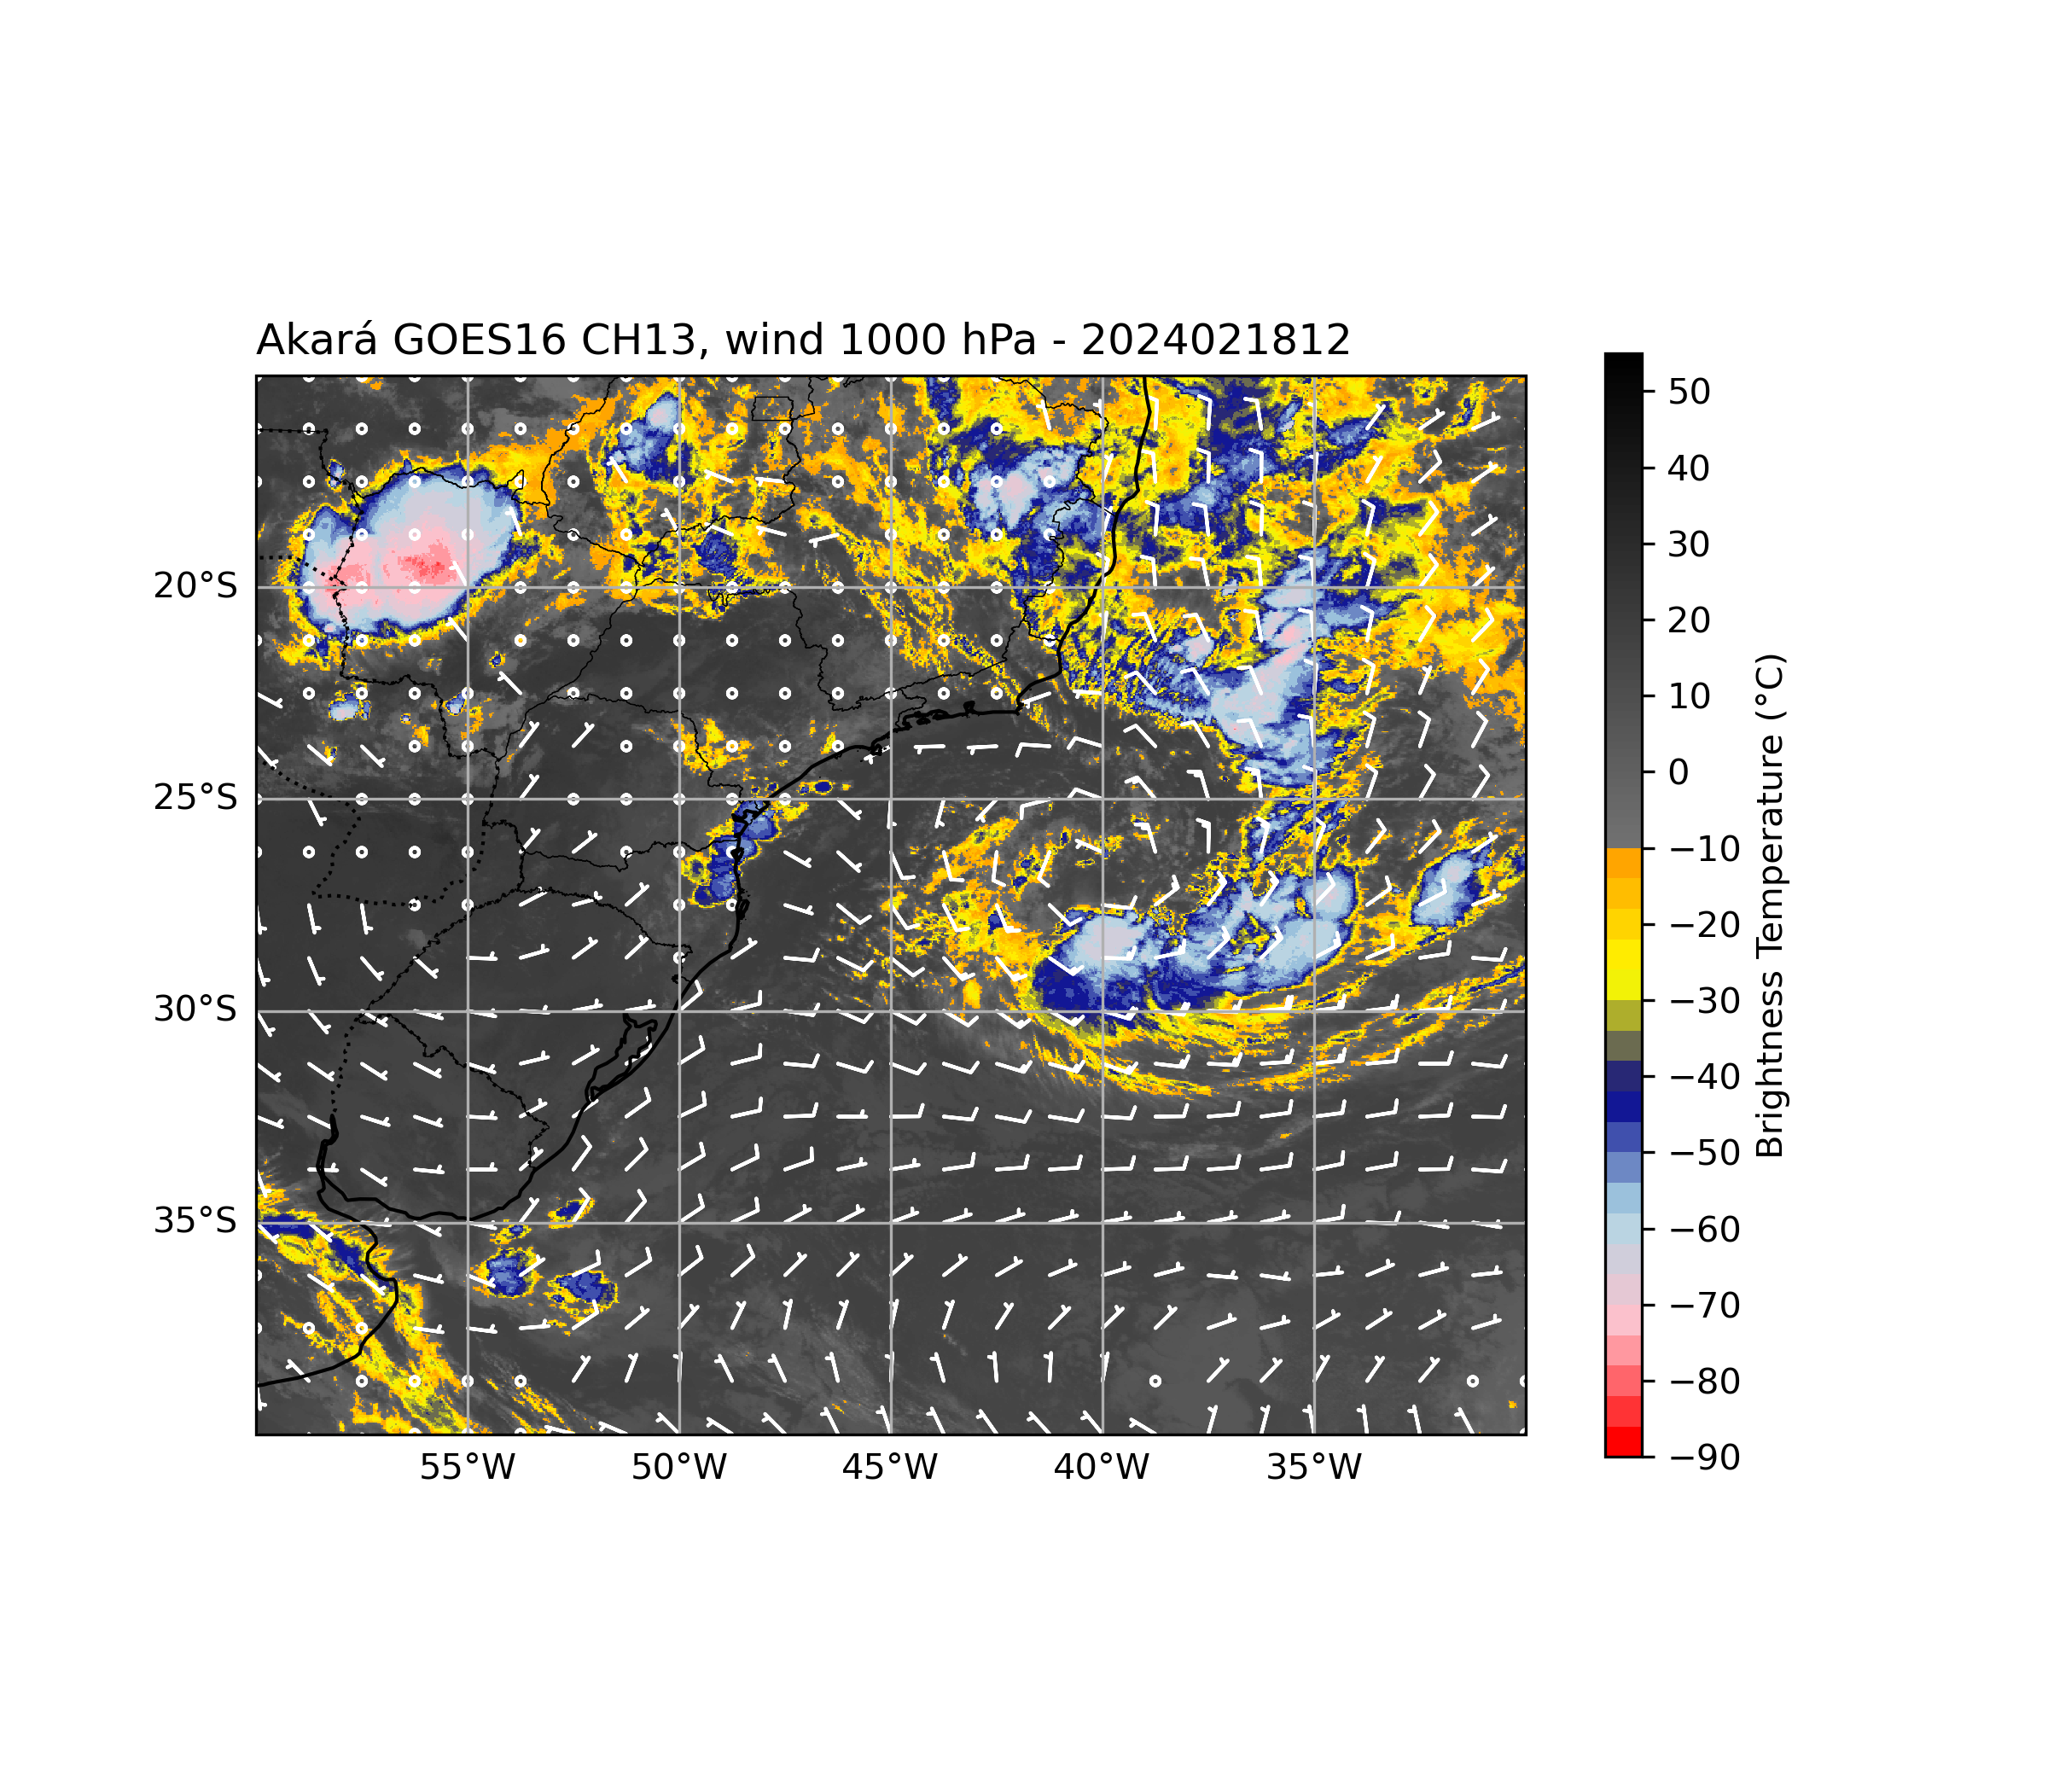 Akará GOES16 CH13, wind 1000 hPa - 2024021812
20°S
25°S
30°S
35°S
55°W
50°W
45°W
40°W
35°W
50
40
30
20
10
0
−10
−20
−30
−40
−50
−60
−70
−80
−90
Brightness Temperature (°C)